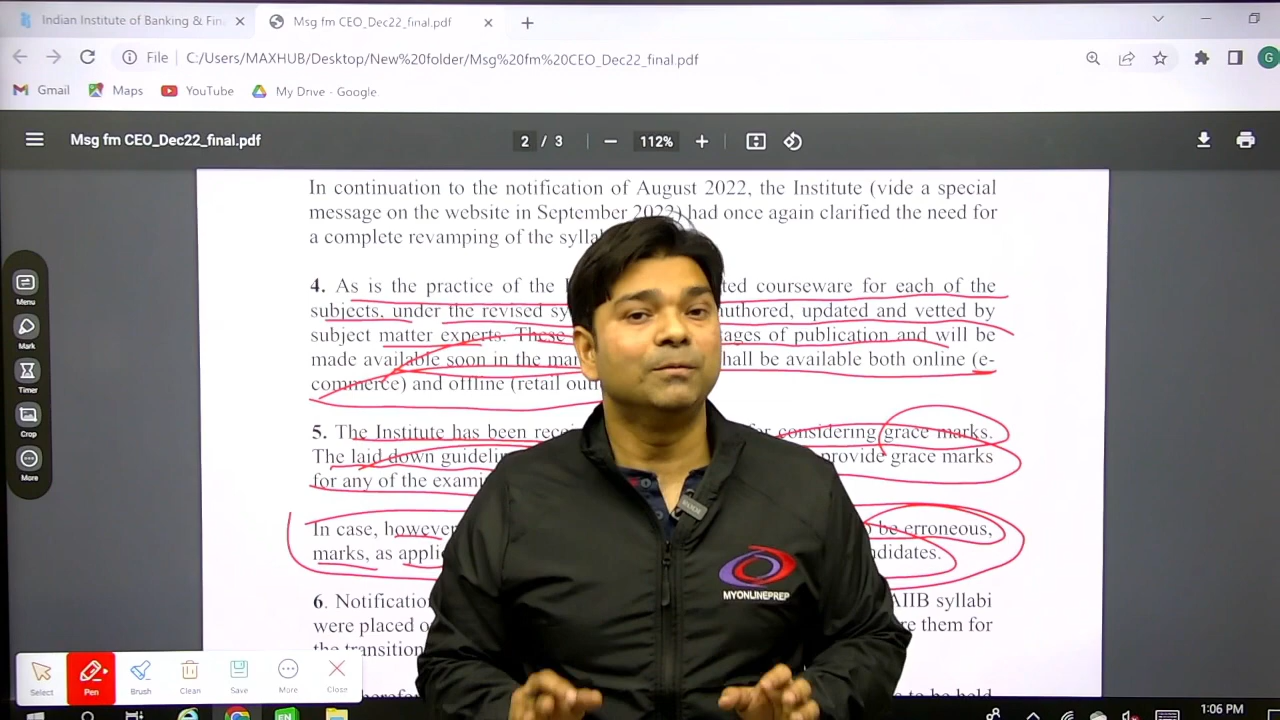 Indian Institute of Banking & Fin
Msg fm CEO_Dec22_final.pdf
File
C:/Users/MAXHUB/Desktop/New%20folder/Msg%20fm%20CEO_Dec22_final.pdf
G
Gmail
Maps
YouTube
My Drive - Google
Msg fm CEO_Dec22_final.pdf
2 / 3
112%
In continuation to the notification of August 2022, the Institute (vide a special
message on the website in September 2022) had once again clarified the need for
a complete revamping of the sylla
4. As is the practice of the ted courseware for each of the
subjects, under the revised sy authored, updated and vetted by
subject matter experts. These ages of publication and will be
made available soon in the mar hall be available both online (e-
commerce) and offline (retail out
5. The Institute has been rece for considering grace marks.
The laid down guidelin provide grace marks
for any of the exami
In case, however be erroneous,
marks, as appli ndidates.
6. Notification AIIB syllabi
were placed o re them for
the transition
to be held
Menu
Mark
Timer
Crop
More
MYONLINEPREP
Select
Pen
Brush
Clean
Save
More
Close
EN
1:06 PM